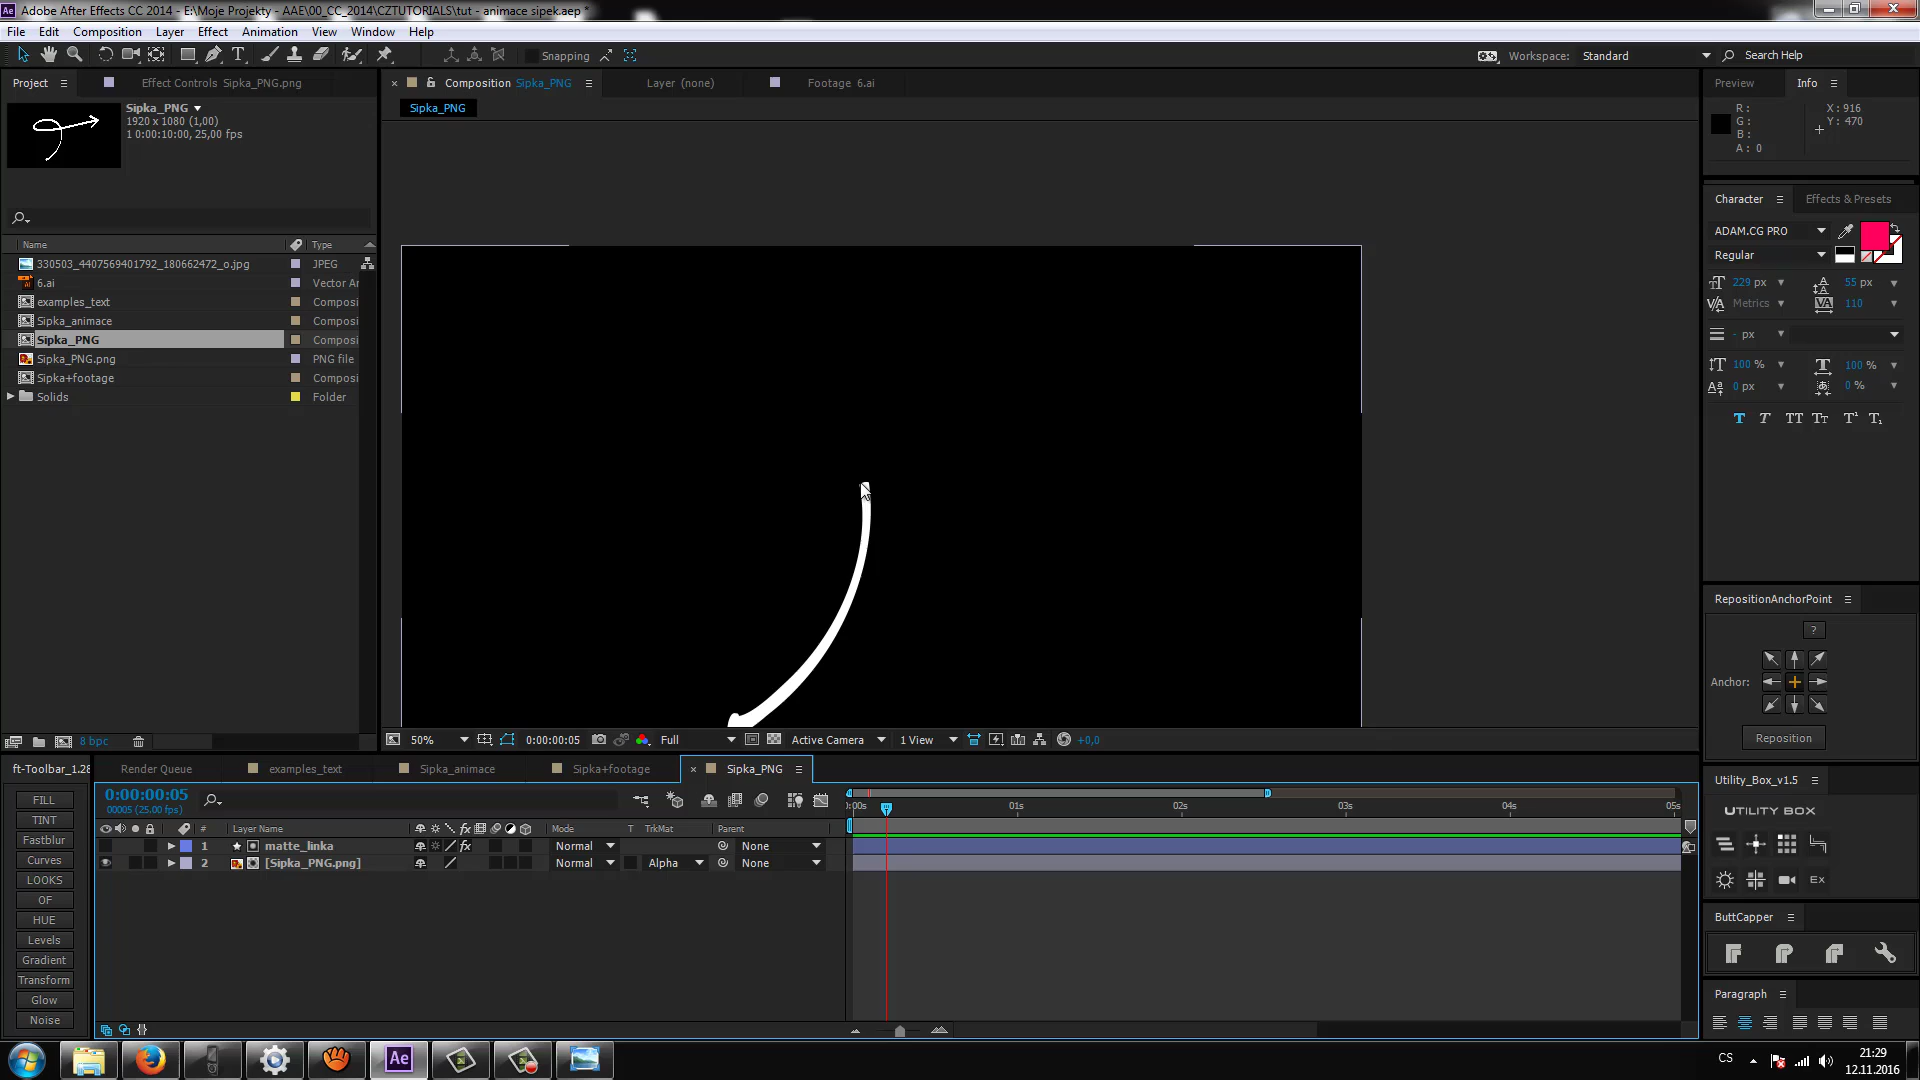 Adobe After Effects CC 2014 - E:\Moje Projekty - AAE\00_CC_2014\CZTUTORIALS\tut - animace sipek.aep *
File Edit Composition Layer Effect Animation View Window Help
Snapping
Workspace: Standard
Search Help
Project
Effect Controls Sipka_PNG.png
Composition Sipka_PNG
Layer (none)
Footage 6.ai
Preview Info
Sipka_PNG
Sipka_PNG
1920 x 1080 (1,00)
1 0:00:10:00, 25,00 fps
R :
G :
B :
A : 0
X : 916
Y : 470
Character Effects & Presets
ADAM.CG PRO
Regular
229 px
55 px
Metrics
110
- px
100 %
100 %
0 px
0 %
T T TT Tt T¹ T₁
Name Type
330503_4407569401792_180662472_o.jpg JPEG
6.ai Vector Ar
examples_text Composi
Sipka_animace Composi
Sipka_PNG Composi
Sipka_PNG.png PNG file
Sipka+footage Composi
Solids Folder
8 bpc
RepositionAnchorPoint
?
Anchor:
Reposition
50% 0:00:00:05 Full Active Camera 1 View +0,0
ft-Toolbar_1.28
Render Queue examples_text Sipka_animace Sipka+footage Sipka_PNG
0:00:00:05
00005 (25.00 fps)
:00s 01s 02s 03s 04s 05s
# Layer Name Mode T TrkMat Parent
1 matte_linka Normal None
2 [Sipka_PNG.png] Normal Alpha None
FILL
TINT
Fastblur
Curves
LOOKS
OF
HUE
Levels
Gradient
Transform
Glow
Noise
Utility_Box_v1.5
UTILITY BOX
EX
ButtCapper
Paragraph
CS
21:29
12.11.2016